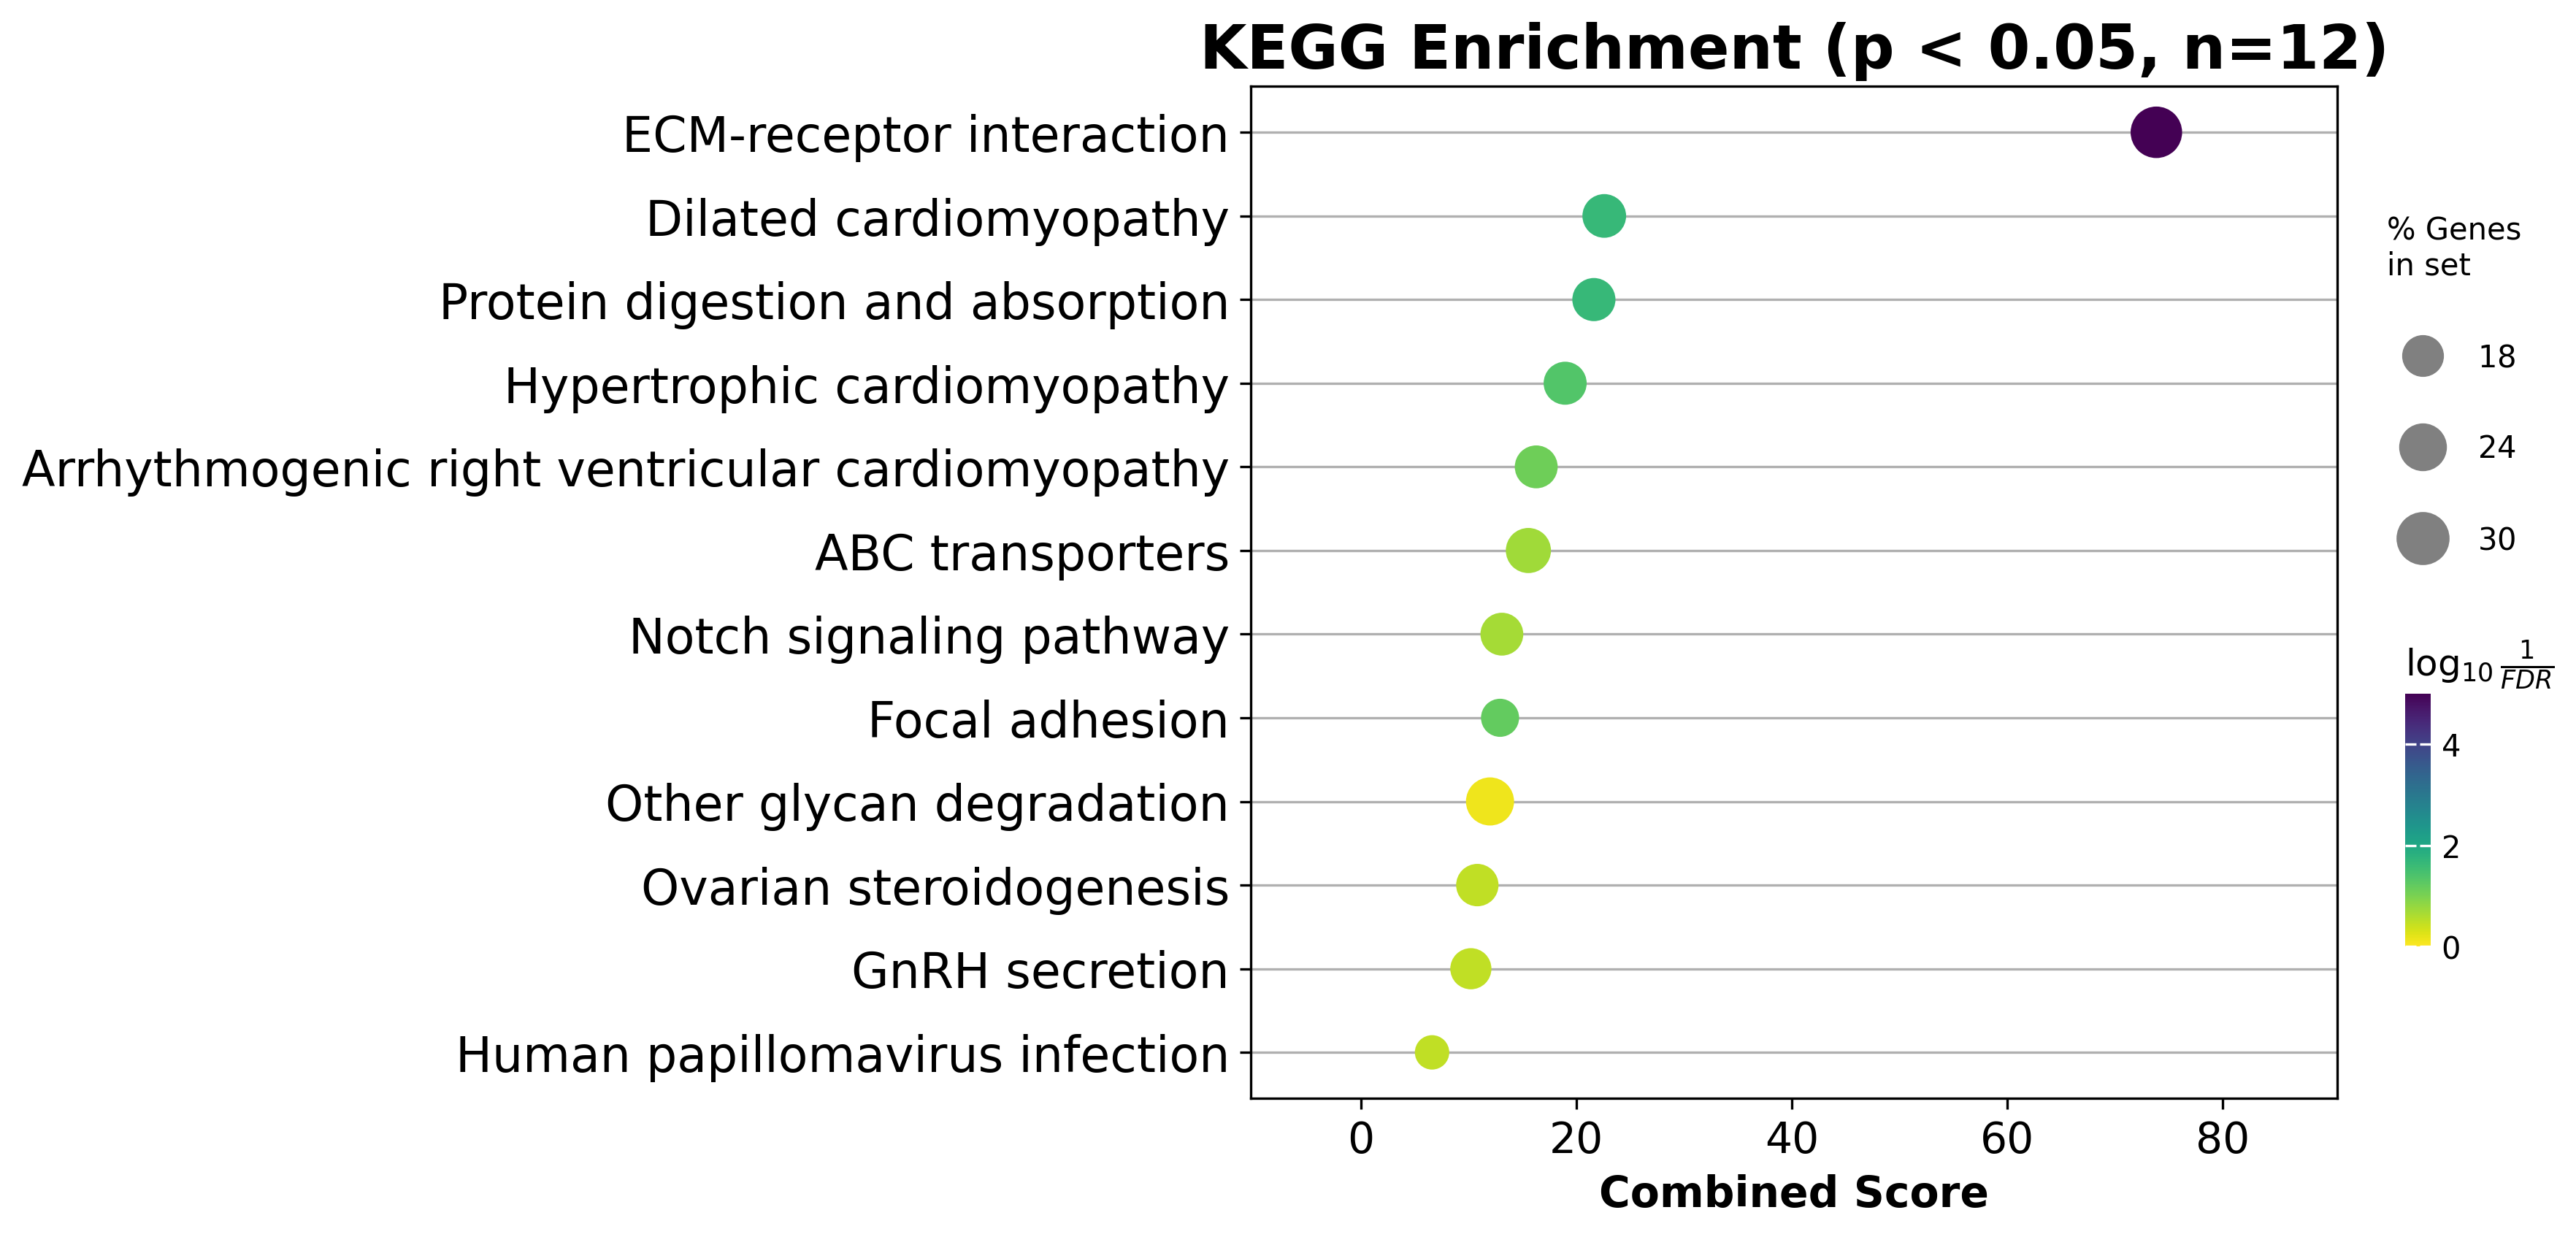 KEGG Enrichment (p < 0.05, n=12)
ECM-receptor interaction
Dilated cardiomyopathy
Protein digestion and absorption
Hypertrophic cardiomyopathy
Arrhythmogenic right ventricular cardiomyopathy
ABC transporters
Notch signaling pathway
Focal adhesion
Other glycan degradation
Ovarian steroidogenesis
GnRH secretion
Human papillomavirus infection
0 20 40 60 80
Combined Score
% Genes
in set
18
24
30
log₁₀ 1/FDR
4
2
0